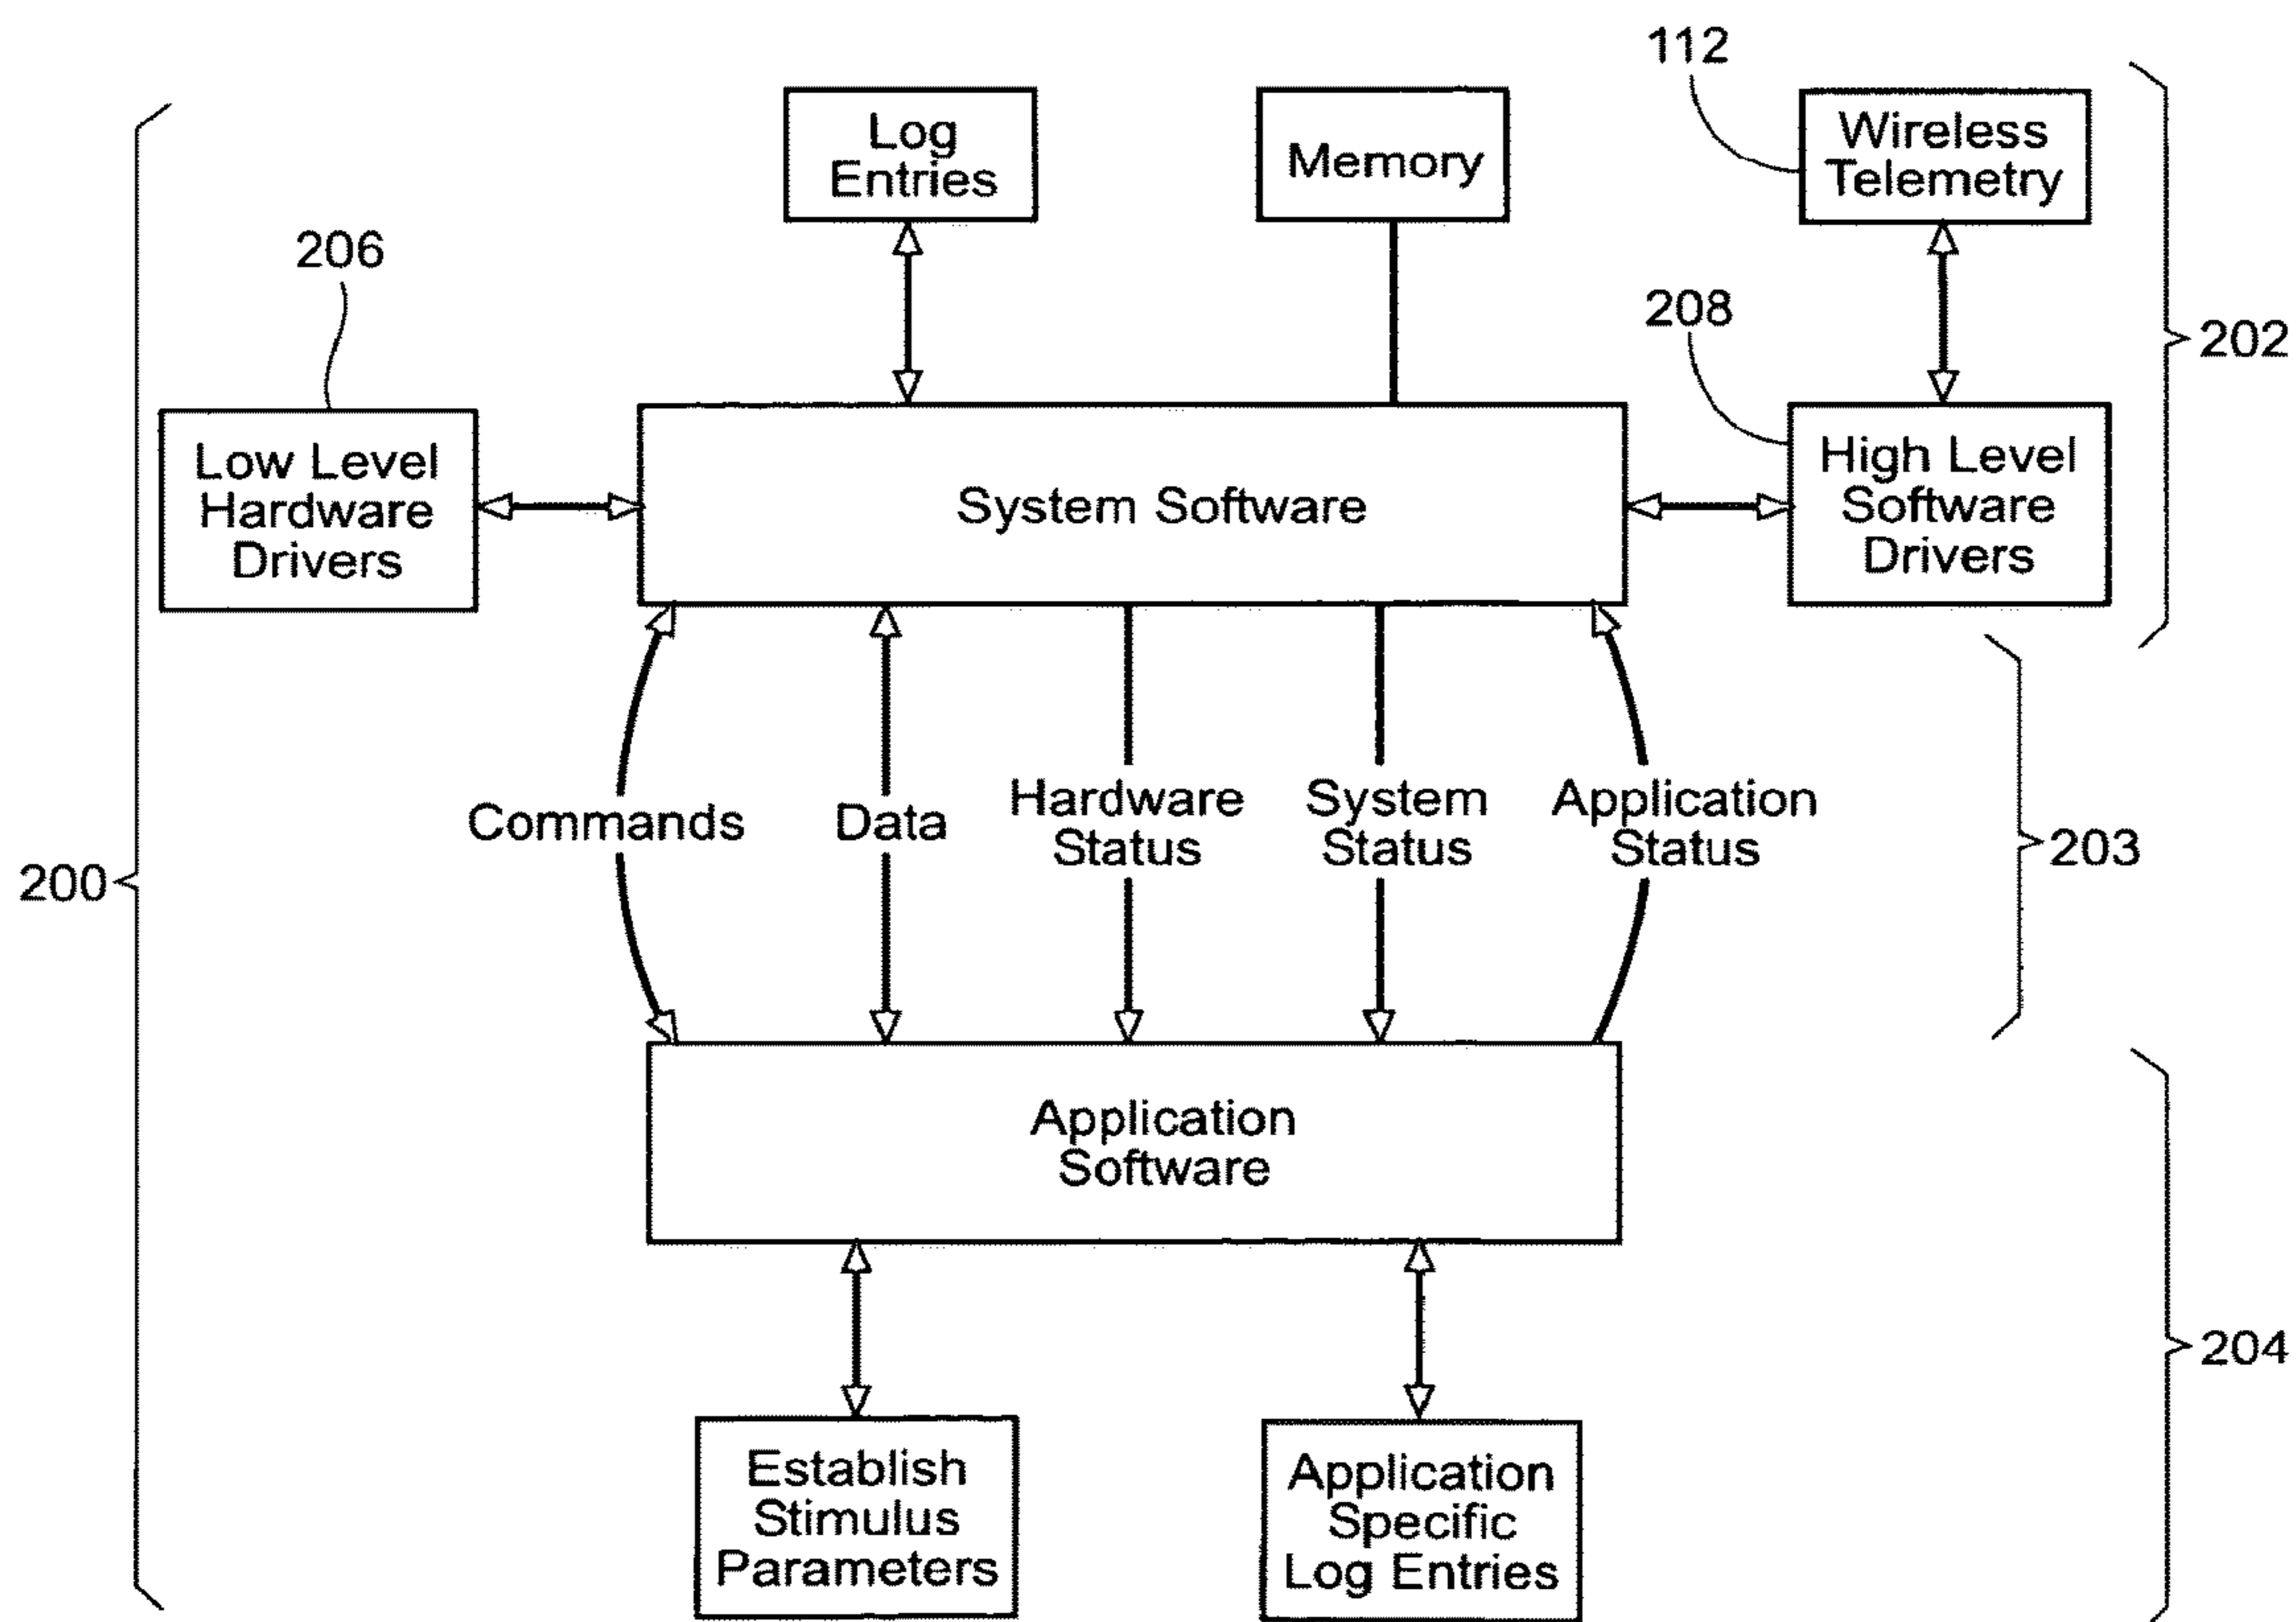 112
Log
Entries
Memory
Wireless
Telemetry
206
208
202
Low Level
Hardware
Drivers
System Software
High Level
Software
Drivers
Commands
Data
Hardware
Status
System
Status
Application
Status
203
200
Application
Software
204
Establish
Stimulus
Parameters
Application
Specific
Log Entries